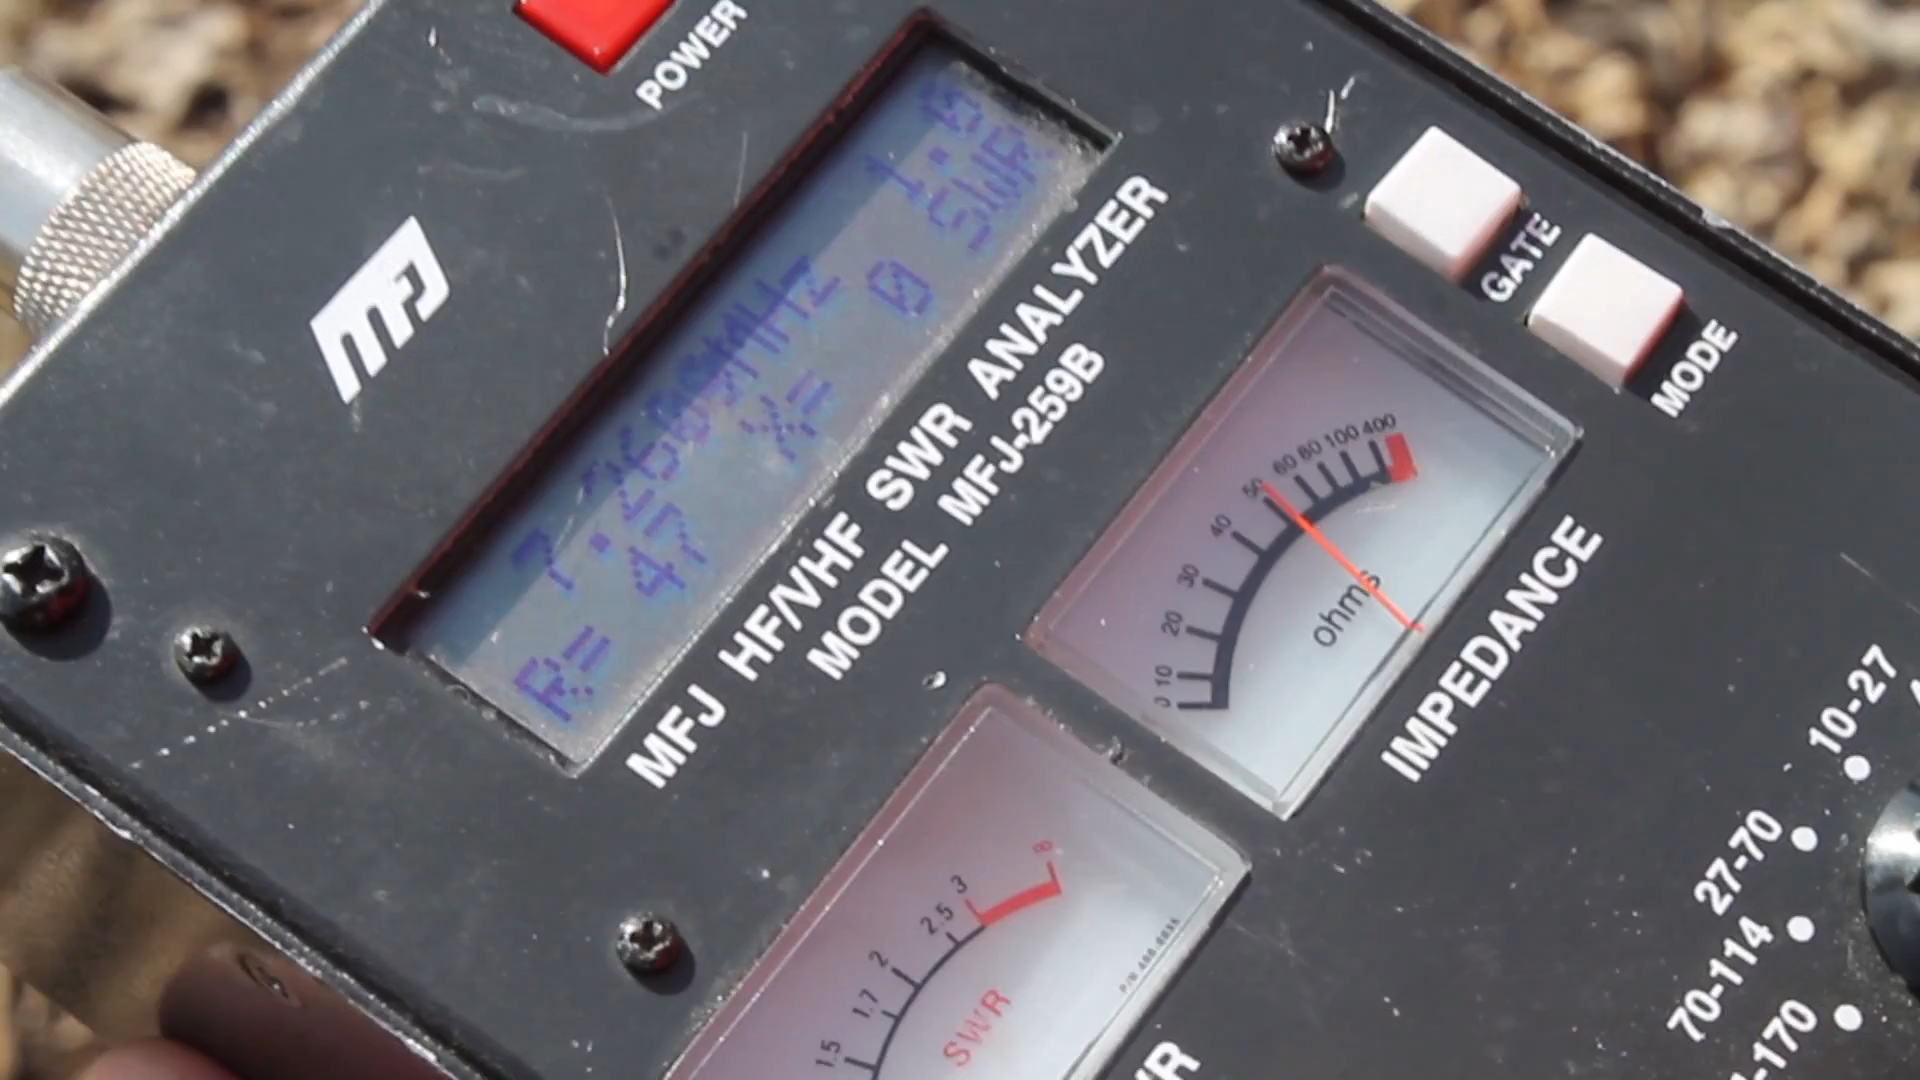 POWER
MFJ
1.0
SWR
MHz
R= 47 X= 0
MFJ HF/VHF SWR ANALYZER
MODEL MFJ-259B
GATE
MODE
0 10 20 30 40 50 60 80 100 400
ohms
IMPEDANCE
1.5 1.7 2 2.5 3 ∞
SWR
10-27
27-70
70-114